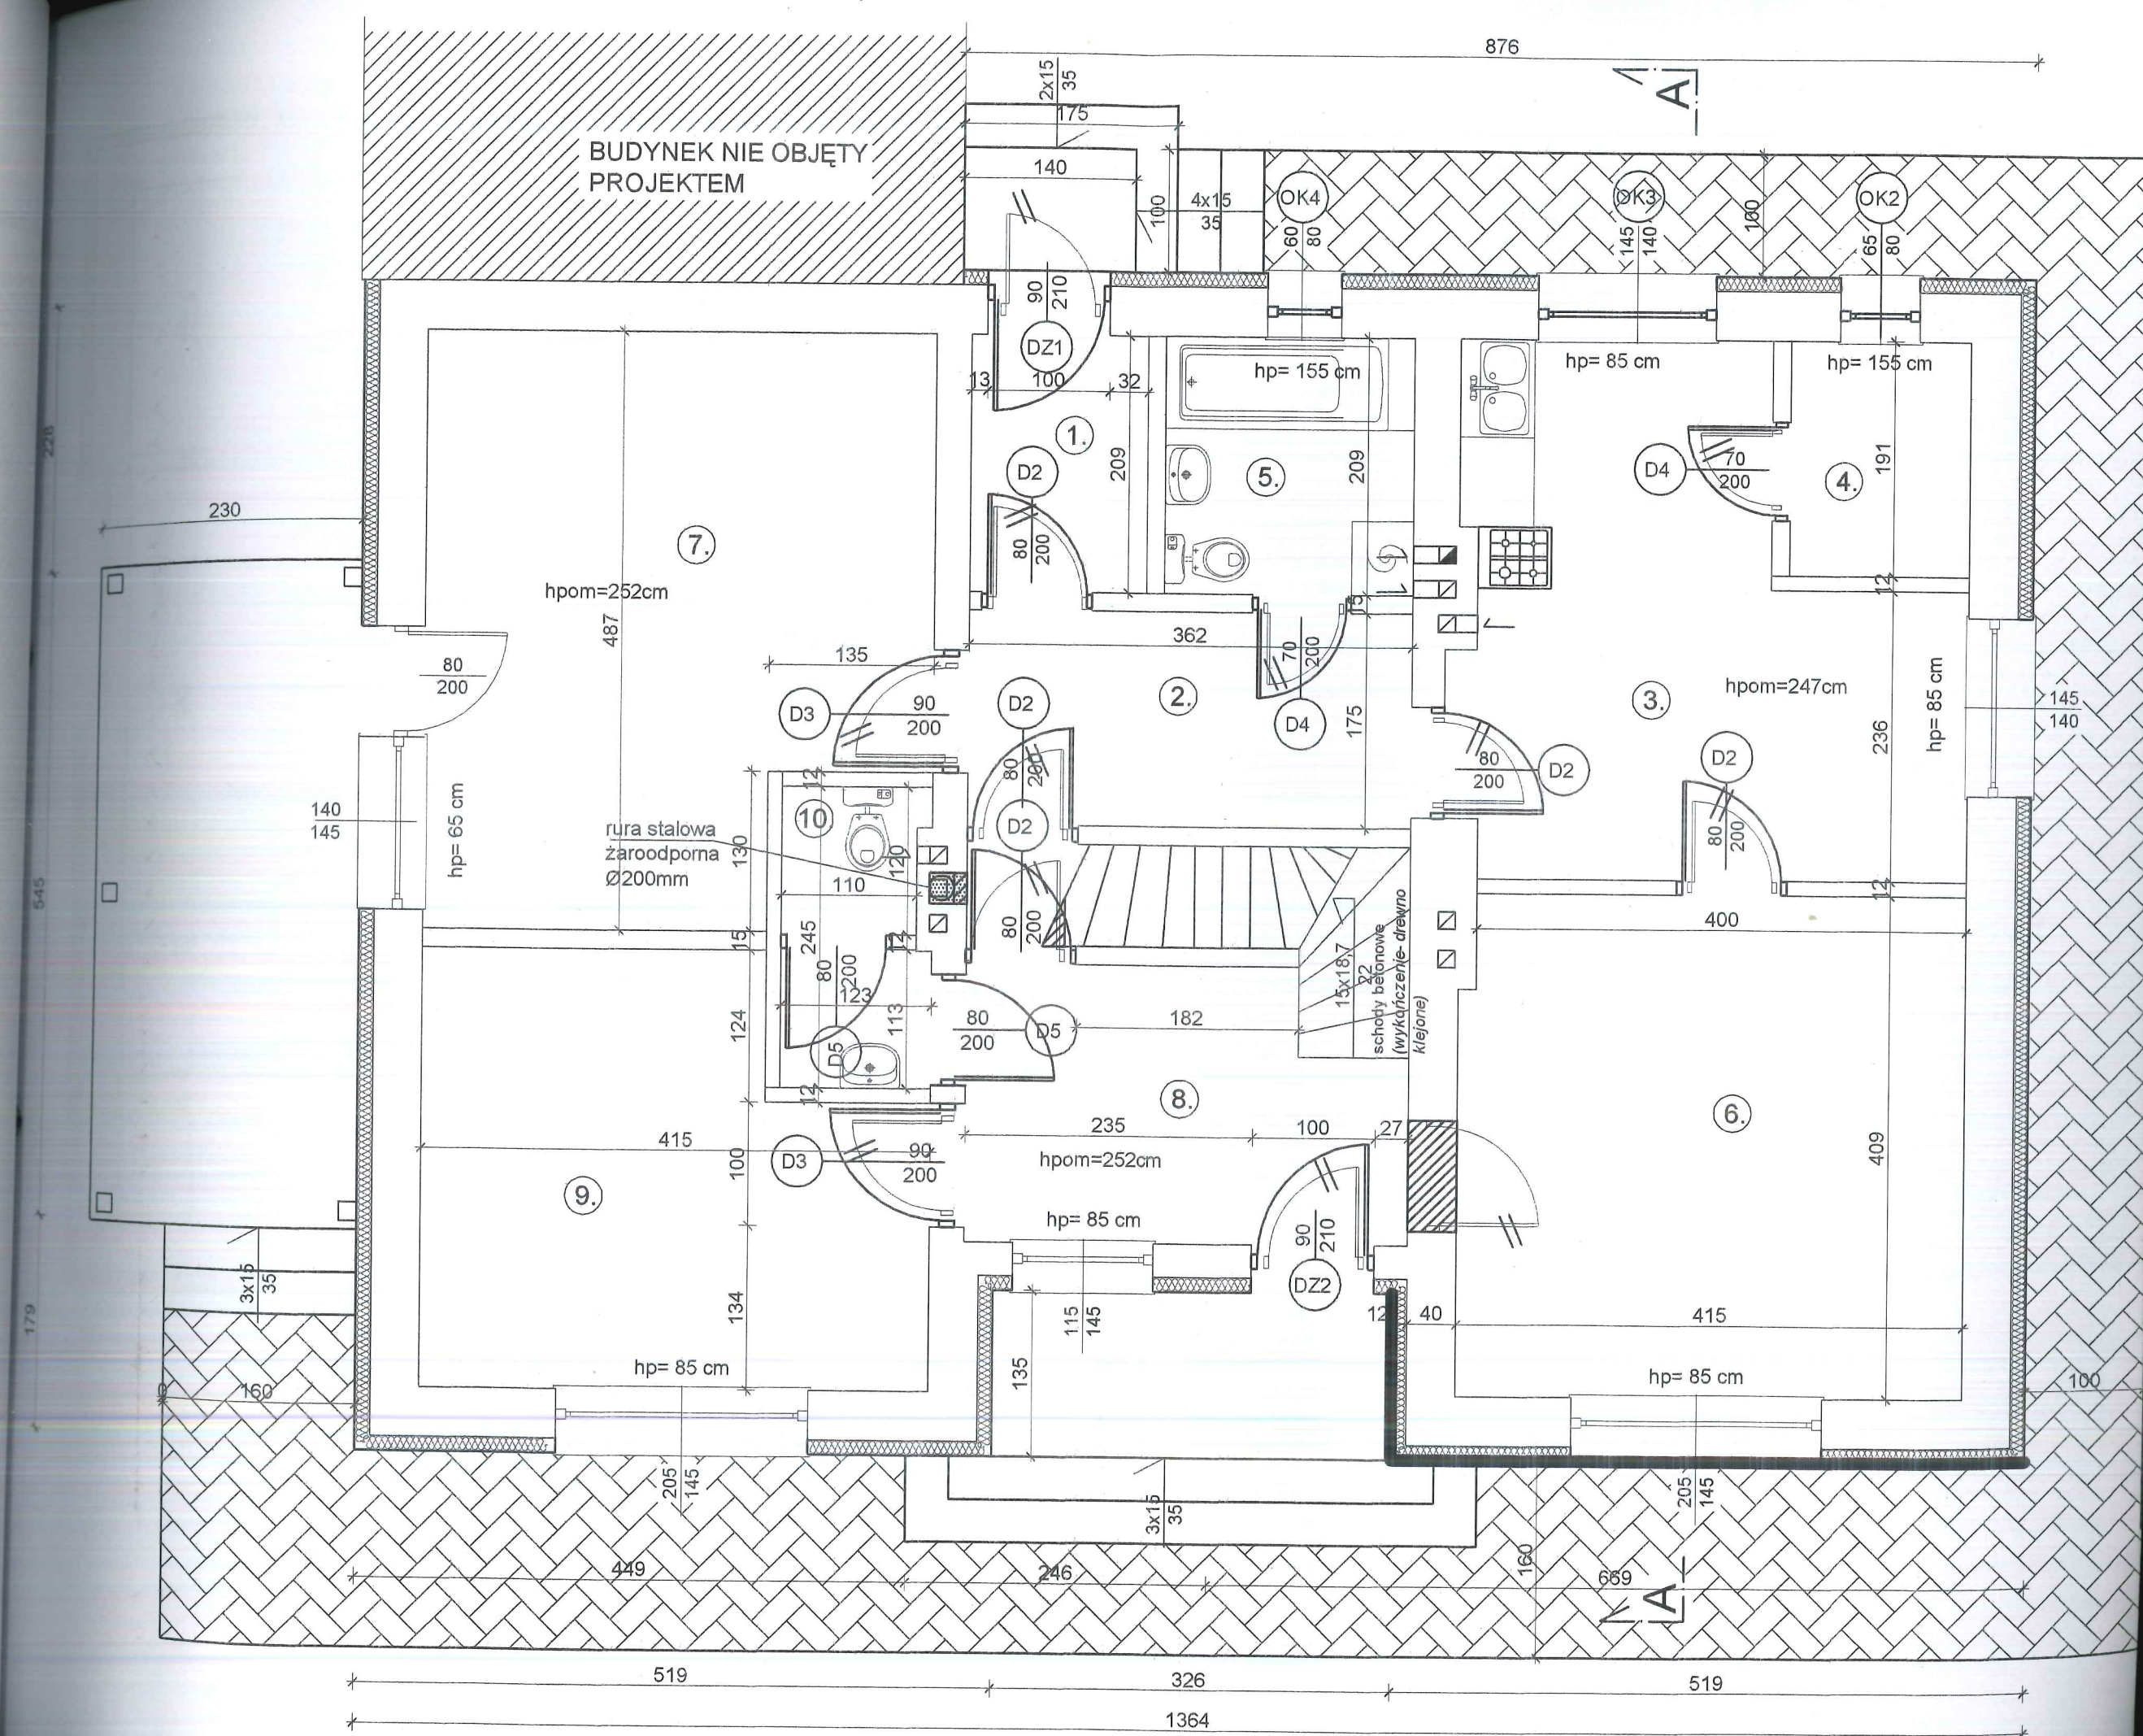 876
A
2x15
35
175
BUDYNEK NIE OBJĘTY
PROJEKTEM
140
100
4x15
35
OK4
60
80
OK3
145
140
160
OK2
65
80
90
210
DZ1
hp= 155 cm
hp= 85 cm
hp= 155 cm
13
100
32
1.
209
D2
80
200
5.
209
D4
70
200
4.
191
228
230
7.
hpom=252cm
487
12
15
362
135
80
200
D3
90
200
D2
80
200
2.
70
200
D4
175
3.
hpom=247cm
236
hp= 85 cm
145
140
80
200
D2
D2
80
200
140
145
hp= 65 cm
rura stalowa
żaroodporna
Ø200mm
12
10
130
120
110
D2
80
200
12
400
545
15
245
12
80
200
123
124
113
D5
12
80
200
D5
182
15x18,7
22
schody betonowe
(wykończenie- drewno
klejone)
8.
6.
415
100
D3
90
200
235
100
27
hpom=252cm
409
9.
hp= 85 cm
90
210
DZ2
3x15
35
179
134
115
145
135
12
40
415
hp= 85 cm
hp= 85 cm
160
100
205
145
3x15
35
205
145
449
246
160
669
A
519
326
519
1364